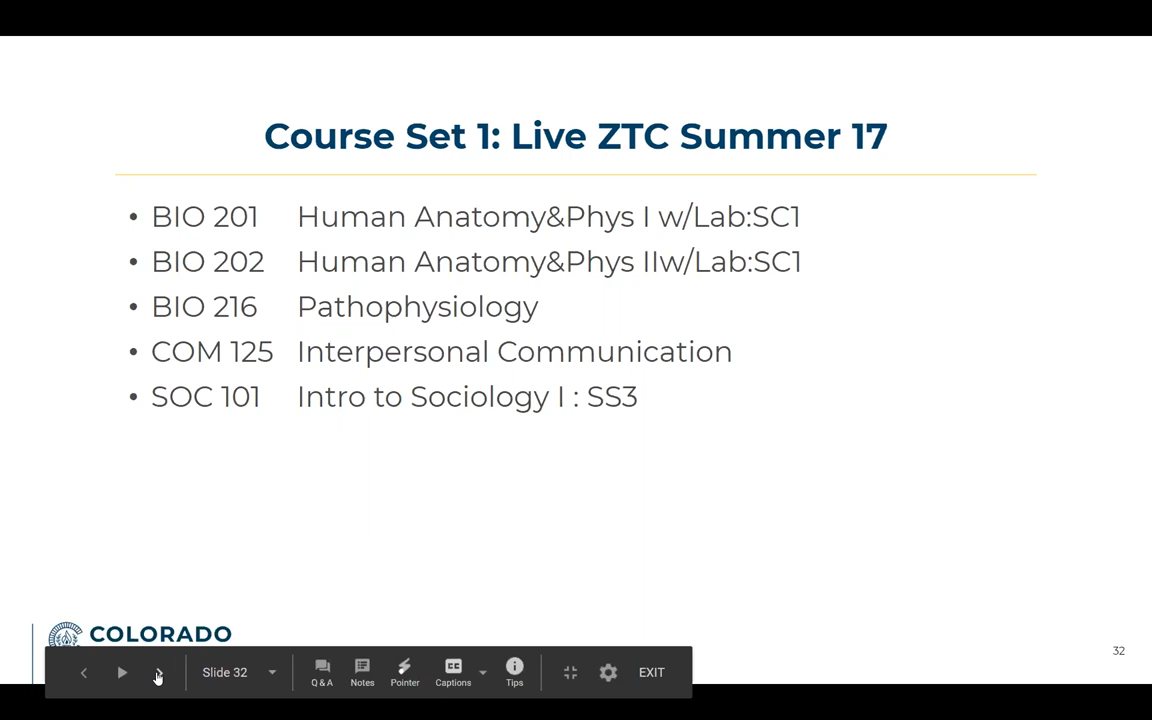 Course Set 1: Live ZTC Summer 17
• BIO 201 Human Anatomy&Phys I w/Lab:SC1
• BIO 202 Human Anatomy&Phys IIw/Lab:SC1
• BIO 216 Pathophysiology
• COM 125 Interpersonal Communication
• SOC 101 Intro to Sociology I : SS3
COLORADO
32
Slide 32
Q & A
Notes
Pointer
Captions
Tips
EXIT